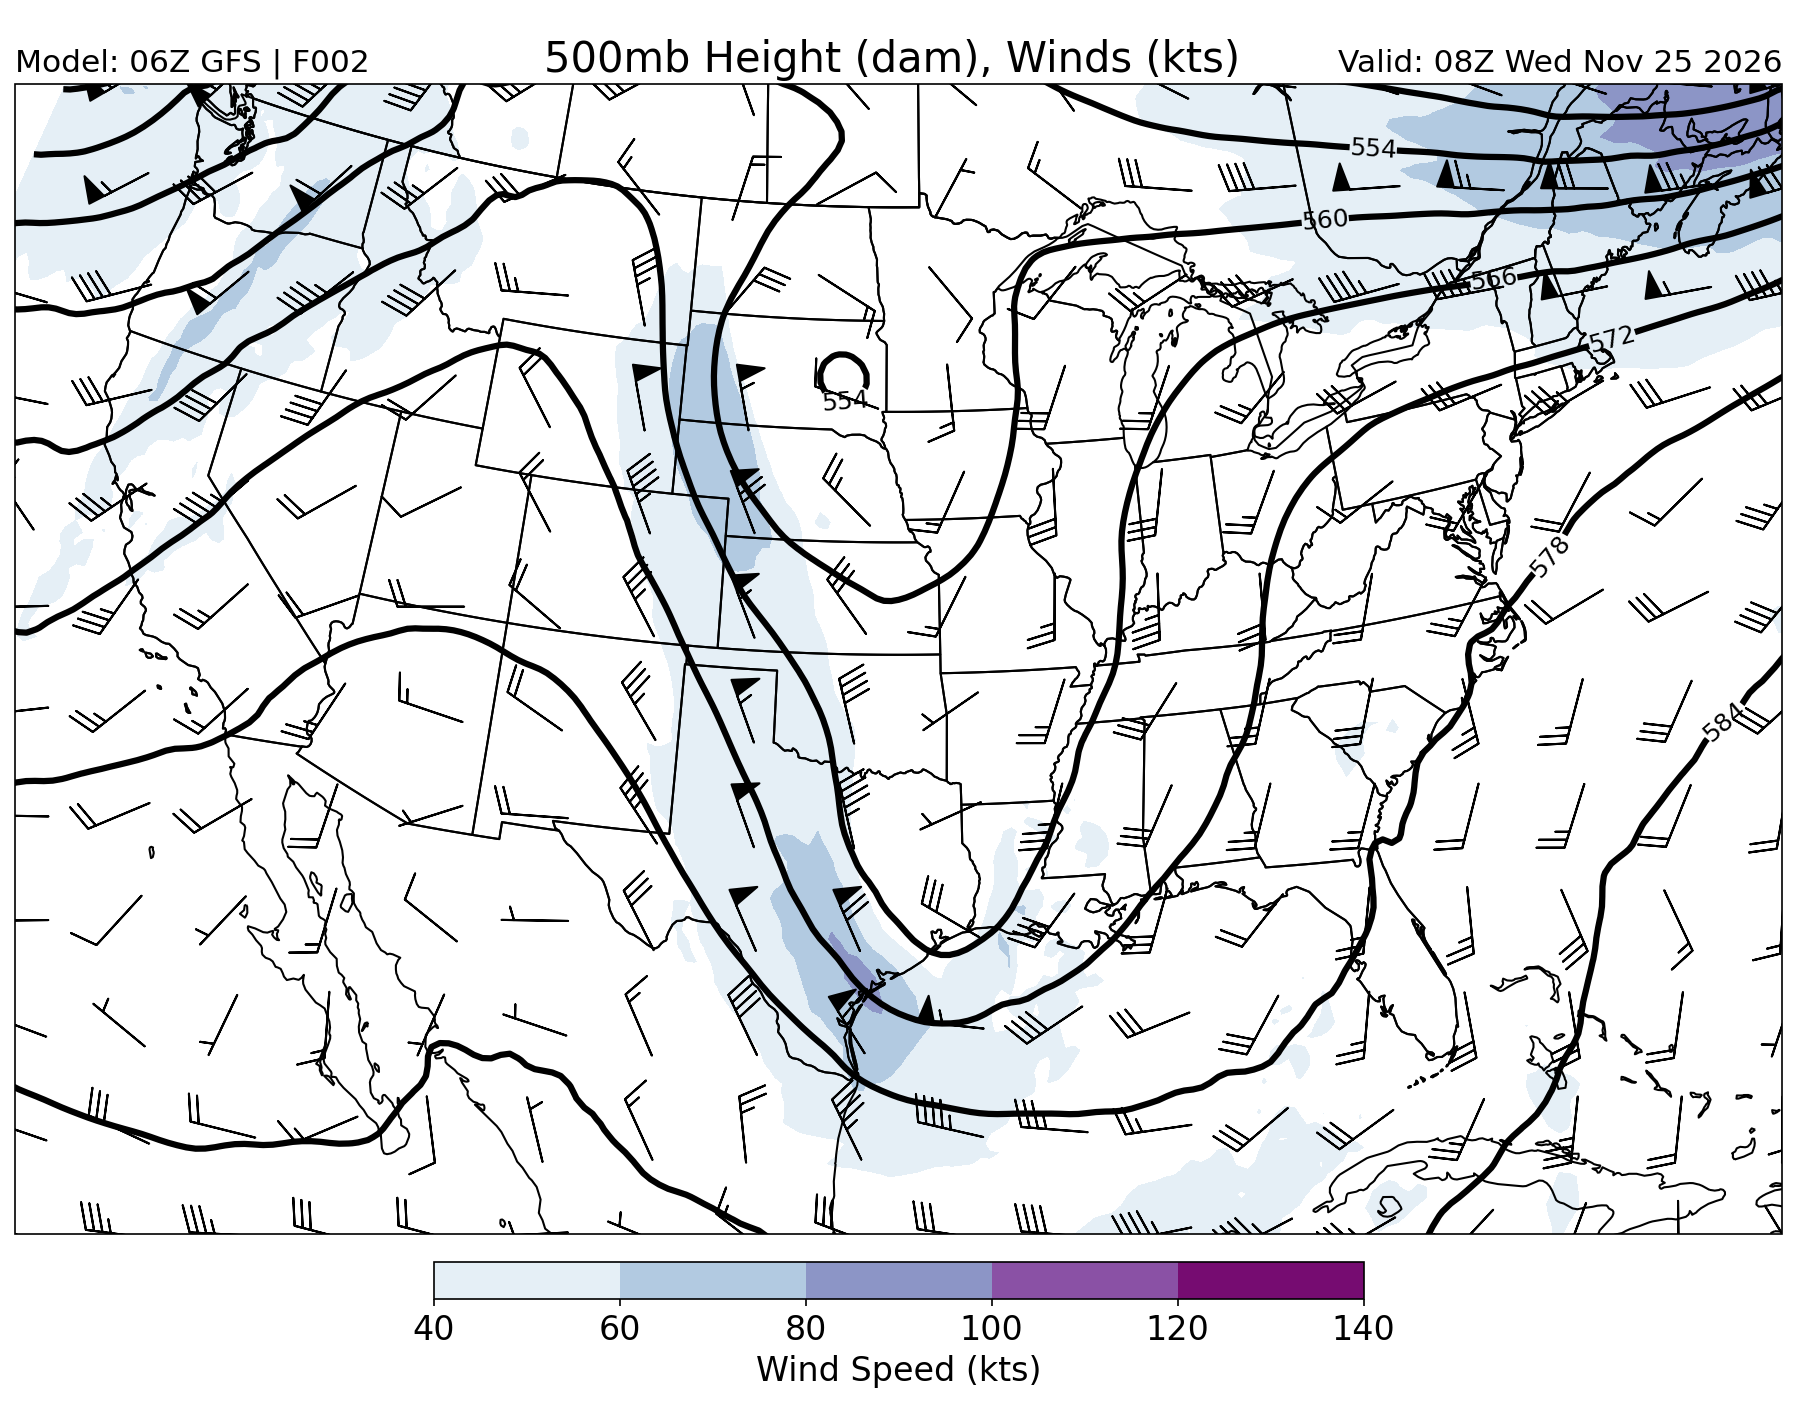 Model: 06Z GFS | F002
500mb Height (dam), Winds (kts)
Valid: 08Z Wed Nov 25 2026
554
560
566
572
554
578
584
40 60 80 100 120 140
Wind Speed (kts)